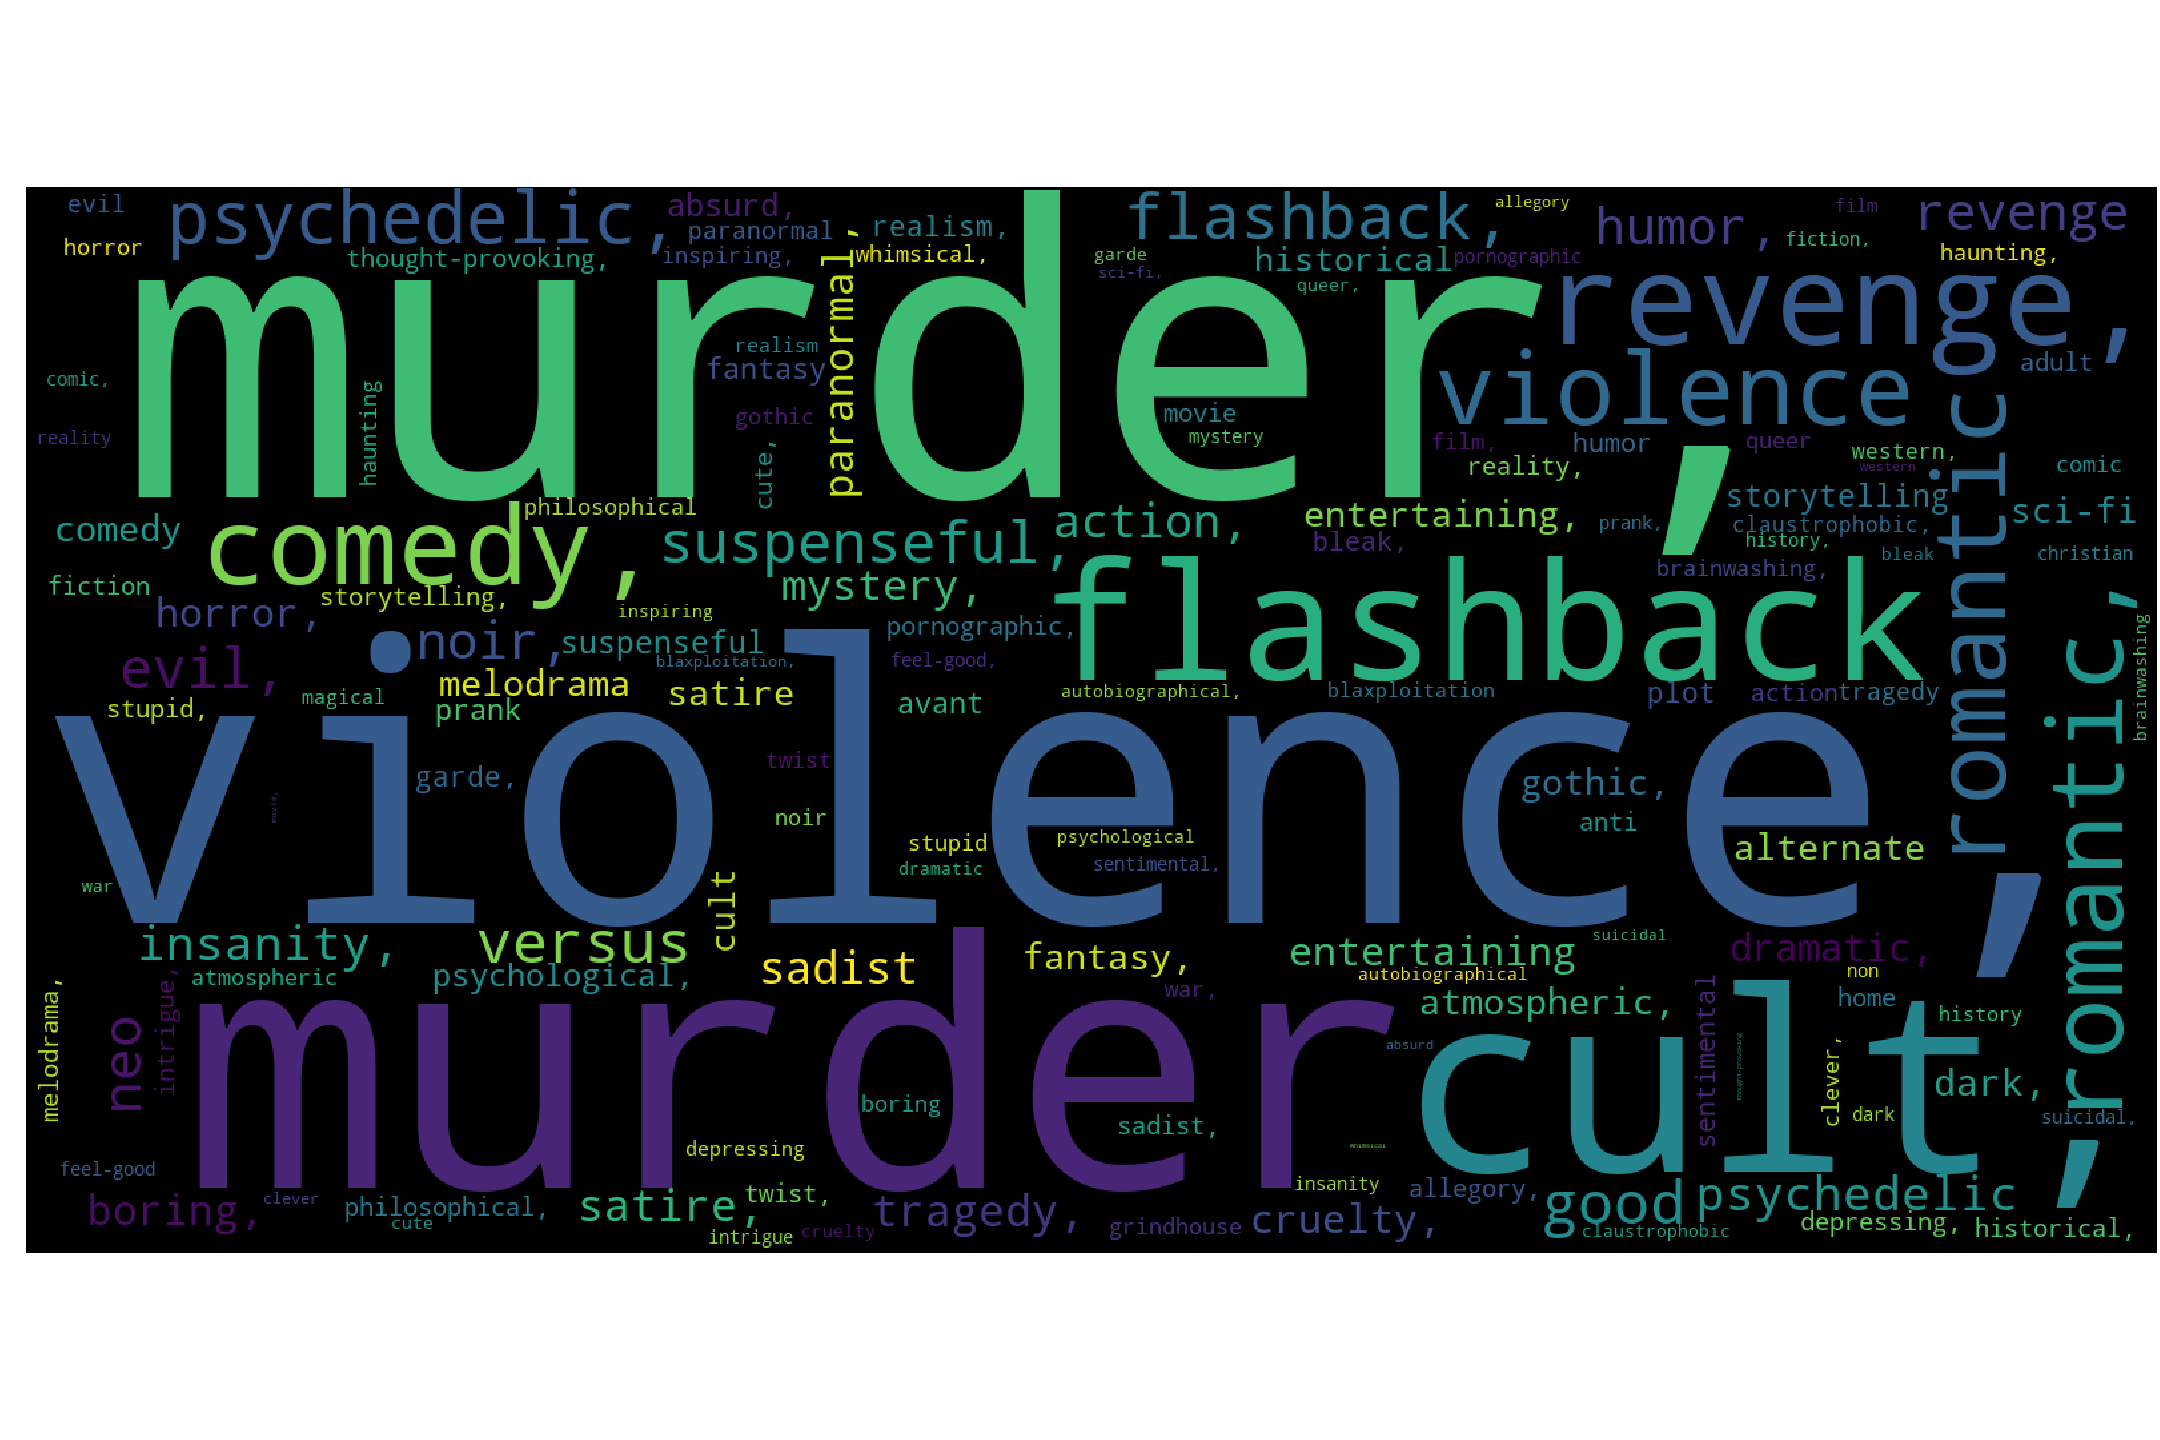 evil
psychedelic,
absurd,
paranormal
realism,
flashback,
allegory
humor,
film
revenge
horror
thought-provoking,
inspiring,
paranormal,
whimsical,
garde
sci-fi,
historical
pornographic
queer,
fiction,
haunting,
murder,
revenge,
comic,
reality
haunting
realism
fantasy
gothic
cute,
movie
mystery
violence
romantic
adult
film,
humor
queer
western,
western
comic
reality,
storytelling
sci-fi
comedy
comedy,
philosophical
suspenseful,
action,
entertaining,
prank,
claustrophobic,
history,
bleak,
bleak
christian
fiction
horror,
storytelling,
inspiring
mystery,
flashback
brainwashing,
evil,
noir,
suspenseful
pornographic,
blaxploitation,
feel-good,
romantic,
brainwashing
stupid,
magical
melodrama
prank
satire
avant
autobiographical,
blaxploitation
plot
action
tragedy
violence,
garde,
twist
noir
movie,
stupid
dramatic
psychological
sentimental,
gothic,
anti
alternate
war
cult
insanity,
versus
atmospheric
psychological,
sadist
fantasy,
war,
entertaining
suicidal
autobiographical
dramatic,
non
home
melodrama,
neo
intrigue,
murder
atmospheric,
cult,
absurd
sentimental
thought-provoking
clever,
history
dark,
dark
suicidal,
boring
sadist,
whimsical
depressing
feel-good
insanity
boring,
clever
philosophical,
cute
satire,
twist,
intrigue
cruelty
tragedy,
grindhouse
cruelty,
allegory,
good
claustrophobic
psychedelic
depressing,
historical,